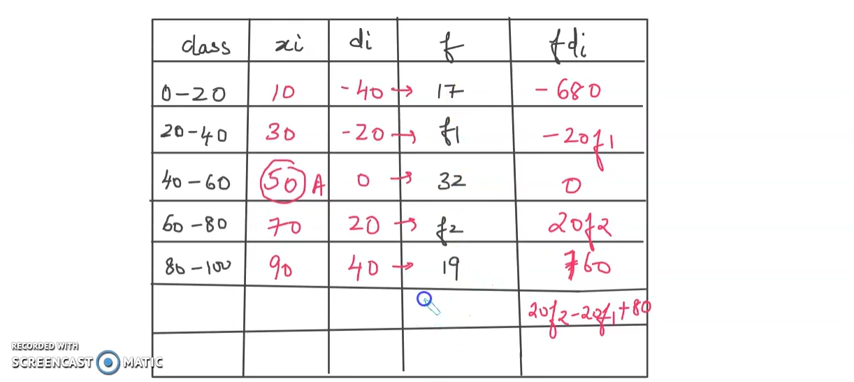 class xi di f fdi
0-20 10 -40 → 17 -680
20-40 30 -20 → f1 -20f1
40-60 50 A 0 → 32 0
60-80 70 20 → f2 20f2
80-100 90 40 → 19 760
20f2-20f1+80
RECORDED WITH
SCREENCAST MATIC